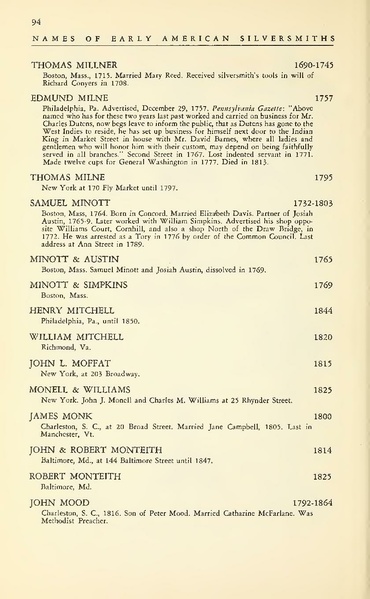 94
NAMES OF EARLY AMERICAN SILVERSMITHS
THOMAS MILLNER 1690-1745
Boston, Mass., 1715. Married Mary Reed. Received silversmith's tools in will of
Richard Conyers in 1708.
EDMUND MILNE 1757
Philadelphia, Pa. Advertised, December 29, 1757. Pennsylvania Gazette: "Above
named who has for these two years last past worked and carried on business for Mr.
Charles Dutens, now begs leave to inform the public, that as Dutens has gone to the
West Indies to reside, he has set up business for himself next door to the Indian
King in Market Street in house with Mr. David Barnes, where all ladies and
gentlemen who will honor him with their custom, may depend on being faithfully
served in all branches." Second Street in 1767. Lost indented servant in 1771.
Made twelve cups for General Washington in 1777. Died in 1813.
THOMAS MILNE 1795
New York at 170 Fly Market until 1797.
SAMUEL MINOTT 1732-1803
Boston, Mass, 1764. Born in Concord. Married Elizabeth Davis. Partner of Josiah
Austin, 1765-9. Later worked with William Simpkins. Advertised his shop oppo-
site Williams Court, Cornhill, and also a shop North of the Draw Bridge, in
1772. He was arrested as a Tory in 1776 by order of the Common Council. Last
address at Ann Street in 1789.
MINOTT & AUSTIN 1765
Boston, Mass. Samuel Minott and Josiah Austin, dissolved in 1769.
MINOTT & SIMPKINS 1769
Boston, Mass.
HENRY MITCHELL 1844
Philadelphia, Pa., until 1850.
WILLIAM MITCHELL 1820
Richmond, Va.
JOHN L. MOFFAT 1815
New York, at 203 Broadway.
MONELL & WILLIAMS 1825
New York. John J. Monell and Charles M. Williams at 25 Rhynder Street.
JAMES MONK 1800
Charleston, S. C., at 20 Broad Street. Married Jane Campbell, 1805. Last in
Manchester, Vt.
JOHN & ROBERT MONTEITH 1814
Baltimore, Md., at 144 Baltimore Street until 1847.
ROBERT MONTEITH 1825
Baltimore, Md.
JOHN MOOD 1792-1864
Charleston, S. C., 1816. Son of Peter Mood. Married Catharine McFarlane. Was
Methodist Preacher.